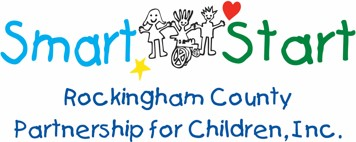 Smart Start
Rockingham County
Partnership for Children, Inc.